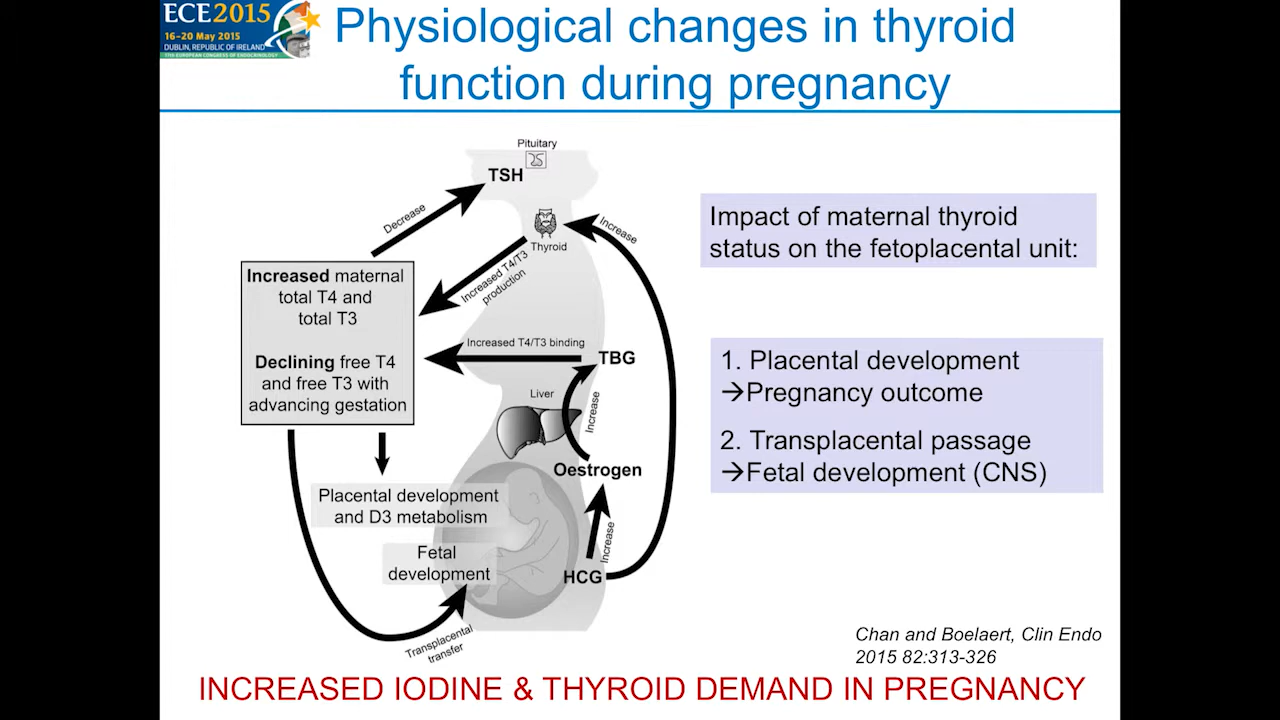 ECE2015
16-20 May 2015
DUBLIN, REPUBLIC OF IRELAND
THE EUROPEAN CONGRESS OF ENDOCRINOLOGY
Physiological changes in thyroid
function during pregnancy
Pituitary
TSH
Decrease
Thyroid
Increase
Increased T4/T3
production
Increased maternal
total T4 and
total T3
Declining free T4
and free T3 with
advancing gestation
Increased T4/T3 binding
TBG
Liver
Increase
Oestrogen
Placental development
and D3 metabolism
Fetal
development
Increase
HCG
Transplacental
transfer
Impact of maternal thyroid
status on the fetoplacental unit:
1. Placental development
→Pregnancy outcome
2. Transplacental passage
→Fetal development (CNS)
Chan and Boelaert, Clin Endo
2015 82:313-326
INCREASED IODINE & THYROID DEMAND IN PREGNANCY